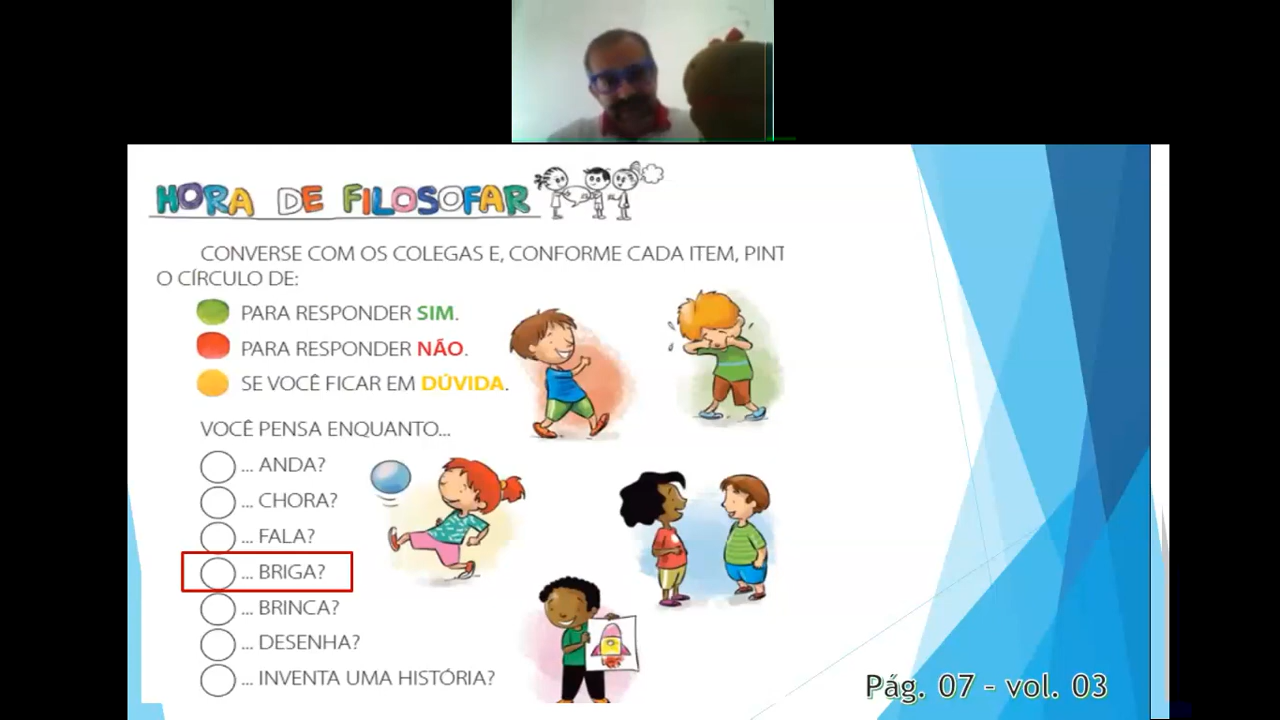 HORA DE FILOSOFAR
CONVERSE COM OS COLEGAS E, CONFORME CADA ITEM, PINT
O CÍRCULO DE:
PARA RESPONDER SIM.
PARA RESPONDER NÃO.
SE VOCÊ FICAR EM DÚVIDA.
VOCÊ PENSA ENQUANTO...
... ANDA?
... CHORA?
... FALA?
... BRIGA?
... BRINCA?
... DESENHA?
... INVENTA UMA HISTÓRIA?
Pág. 07 - vol. 03